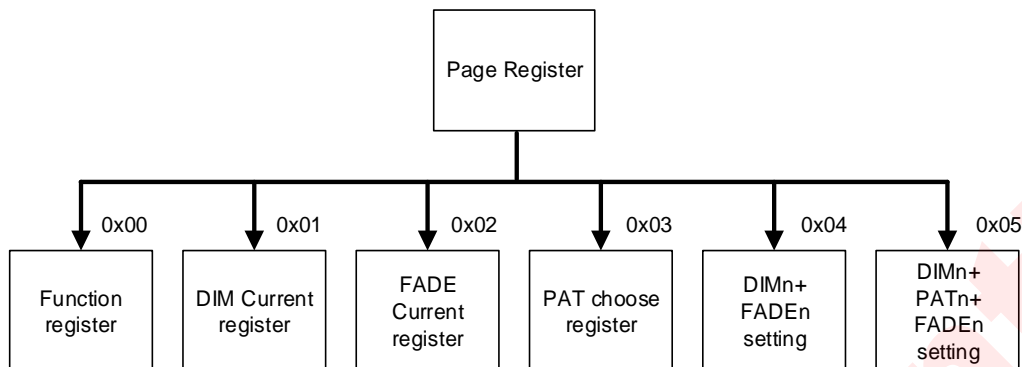 Page Register
0x00
0x01
0x02
0x03
0x04
0x05
Function
register
DIM Current
register
FADE
Current
register
PAT choose
register
DIMn+
FADEn
setting
DIMn+
PATn+
FADEn
setting